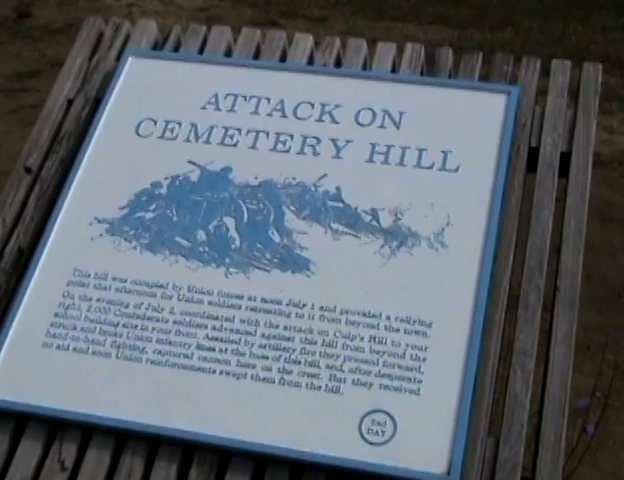 ATTACK ON
CEMETERY HILL
This hill was occupied by Union forces at noon July 1 and provided a rallying
point that afternoon for Union soldiers retreating to it from beyond the town.
On the evening of July 2, coordinated with the attack on Culp's Hill to your
right, 2,000 Confederate soldiers advanced against this hill from beyond the
school building site in your front. Assailed by artillery fire they pressed forward,
struck and broke Union infantry lines at the base of this hill, and, after desperate
hand-to-hand fighting, captured cannon here on the crest. But they received
no aid and soon Union reinforcements swept them from the hill.
2nd
DAY